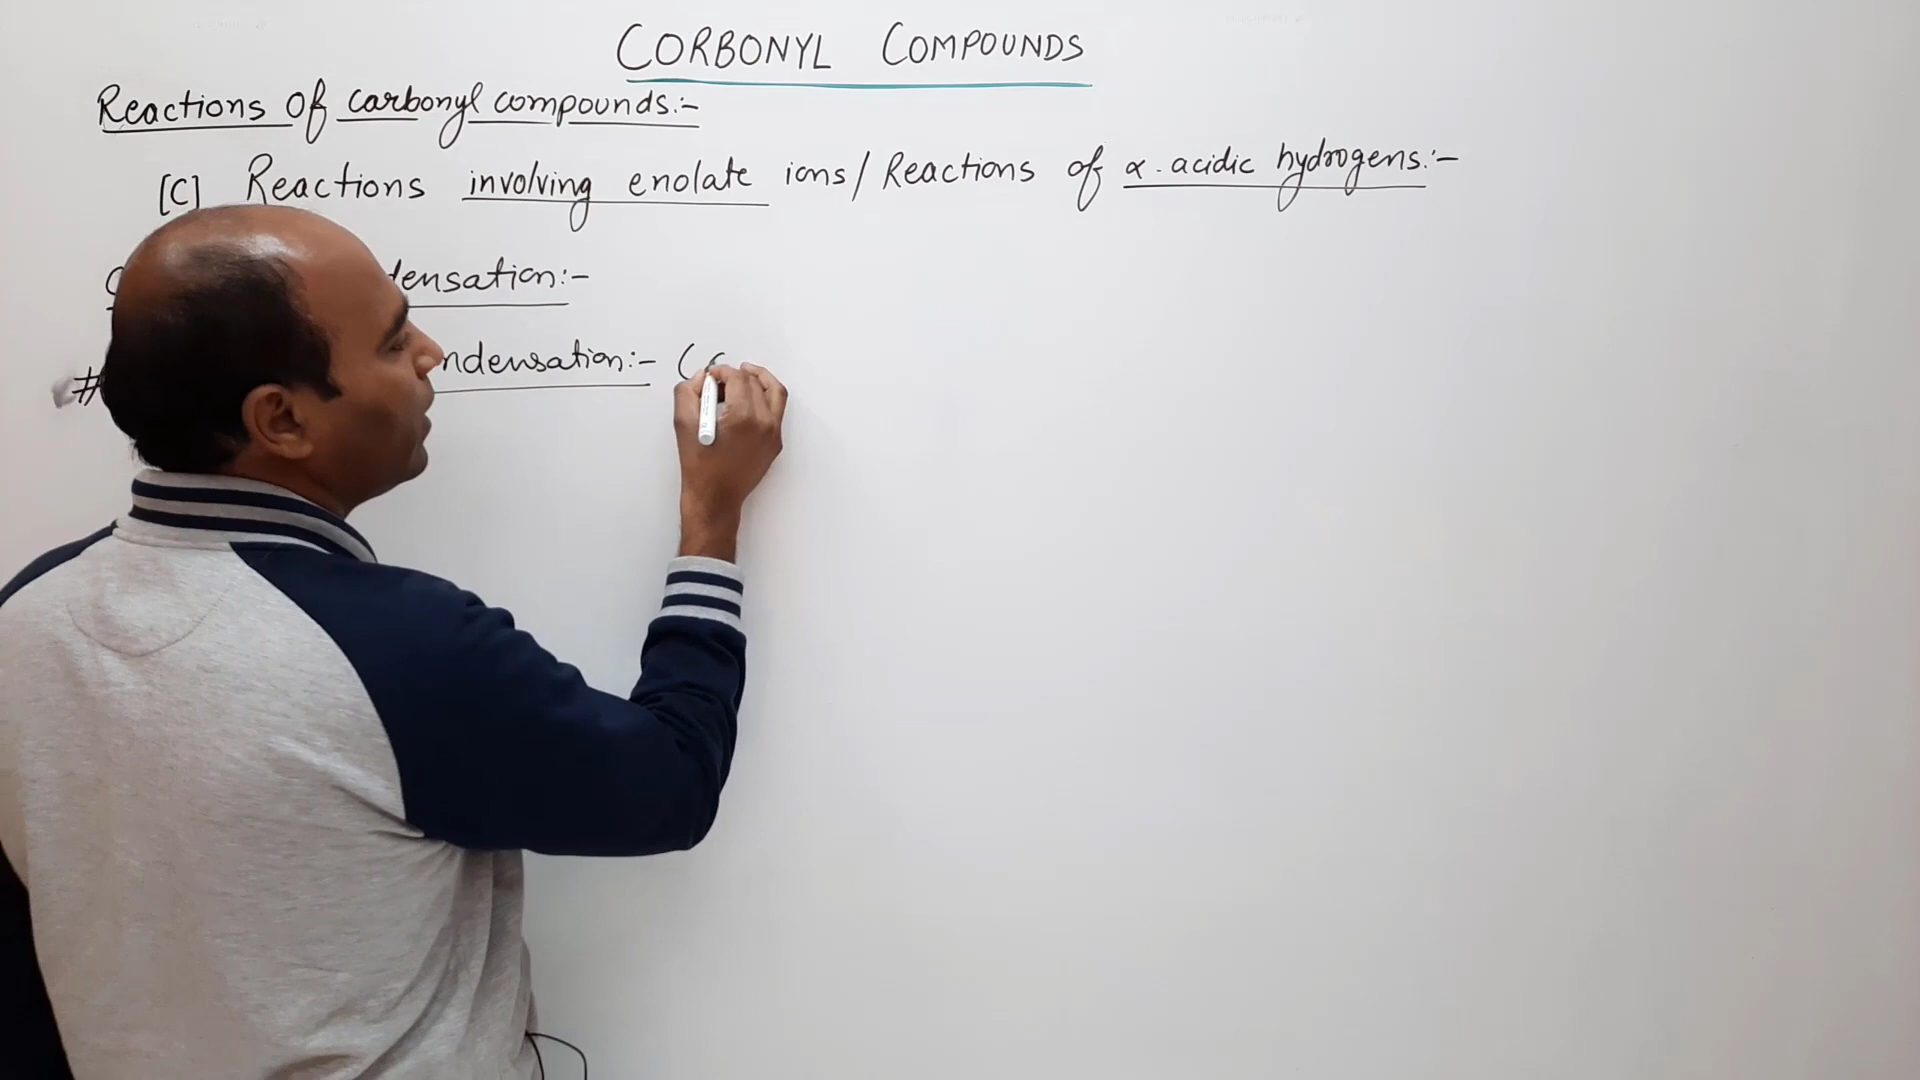 CORBONYL COMPOUNDS
Reactions Of carbonyl compounds:-
[C] Reactions involving enolate ions/Reactions of α-acidic hydrogens:-
densation:-
# ndensation:- (